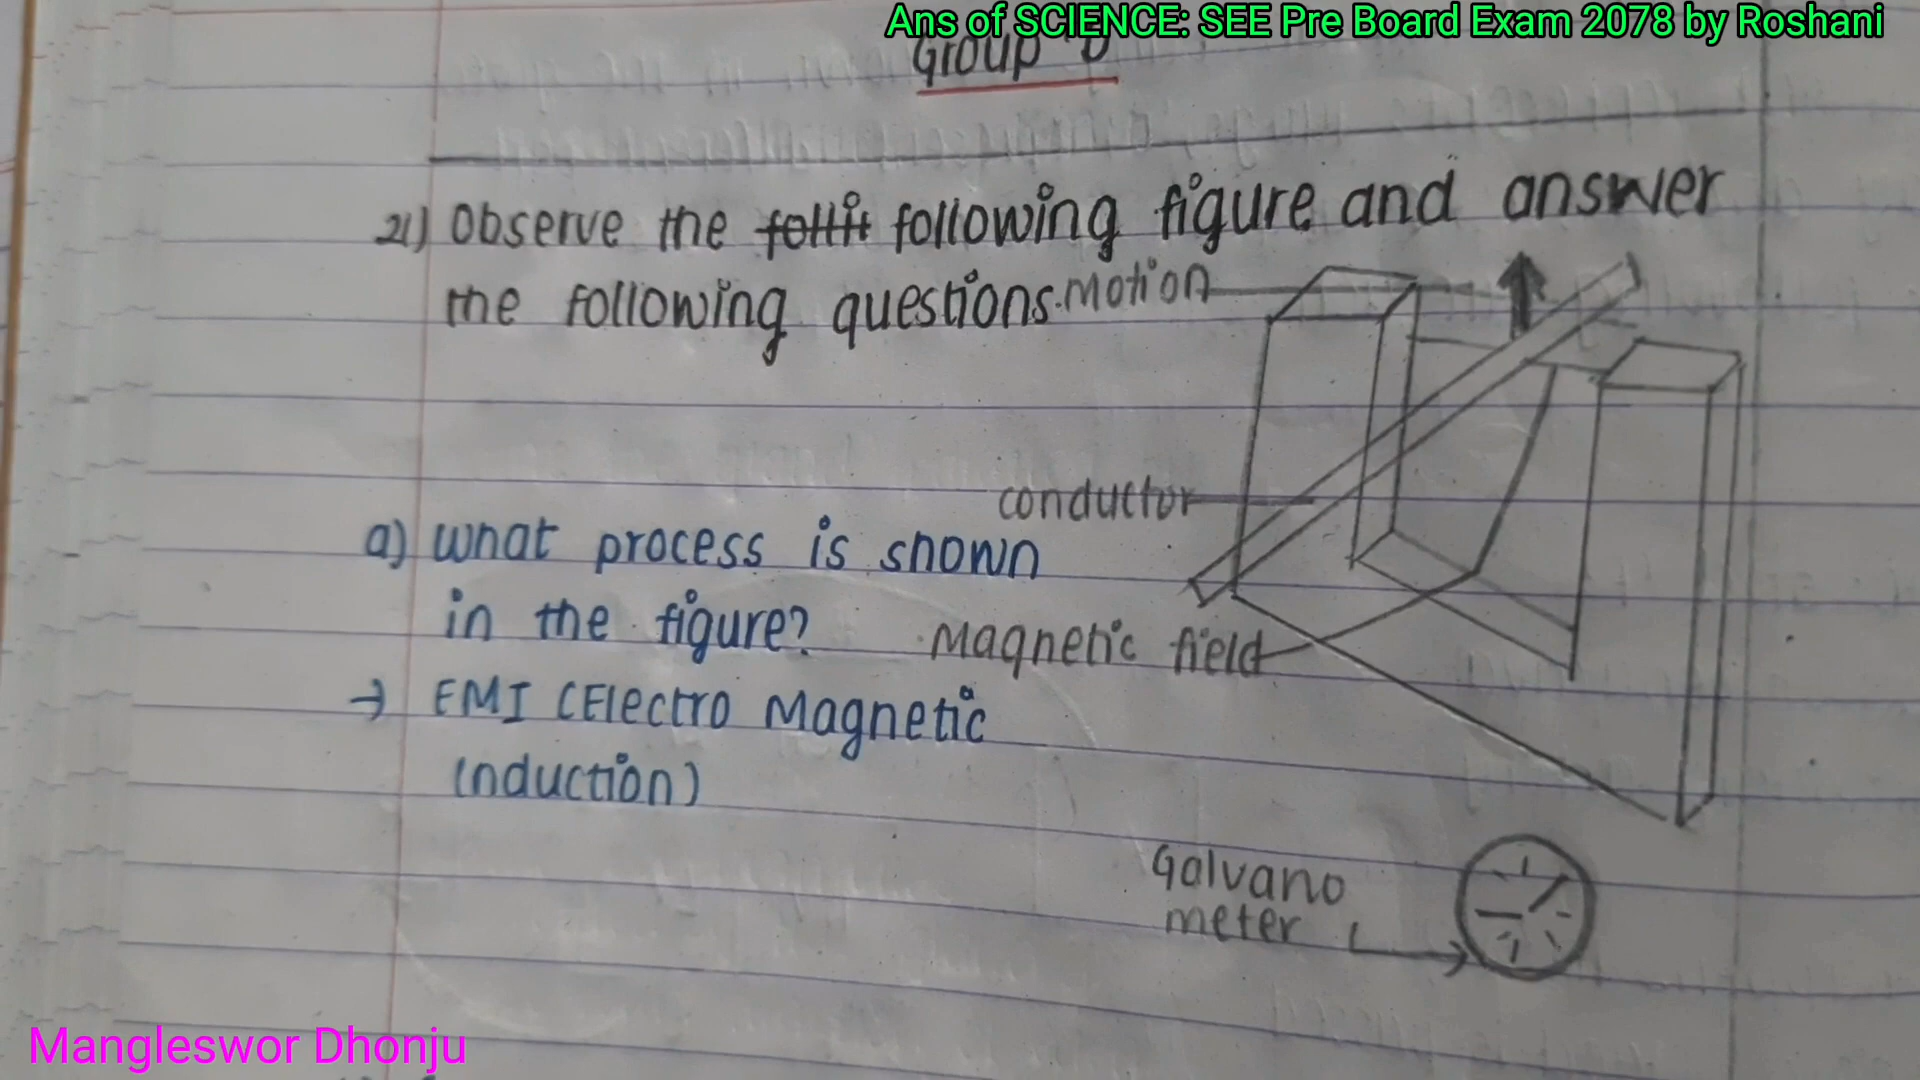 Ans of SCIENCE: SEE Pre Board Exam 2078 by Roshani
Group 'D'
21) Observe the following figure and answer
the following questions.
Motion
conductor
a) what process is shown
in the figure?
Magnetic field
→ EMI (Electro Magnetic
Induction)
Galvano
meter
Mangleswor Dhonju